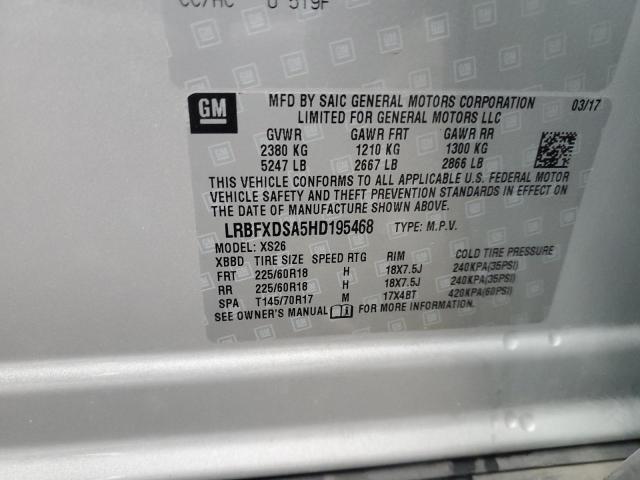 CC/AC U 519F
GM MFD BY SAIC GENERAL MOTORS CORPORATION 03/17
LIMITED FOR GENERAL MOTORS LLC
GVWR GAWR FRT GAWR RR
2380 KG 1210 KG 1300 KG
5247 LB 2667 LB 2866 LB
THIS VEHICLE CONFORMS TO ALL APPLICABLE U.S. FEDERAL MOTOR
VEHICLE SAFETY AND THEFT PREVENTION STANDARDS IN EFFECT ON
THE DATE OF MANUFACTURE SHOWN ABOVE.
LRBFXDSA5HD195468 TYPE: M.P.V.
MODEL: XS26
XBBD TIRE SIZE SPEED RTG RIM COLD TIRE PRESSURE
FRT 225/60R18 H 18X7.5J 240KPA(35PSI)
RR 225/60R18 H 18X7.5J 240KPA(35PSI)
SPA T145/70R17 M 17X4BT 420KPA(60PSI)
SEE OWNER'S MANUAL FOR MORE INFORMATION.